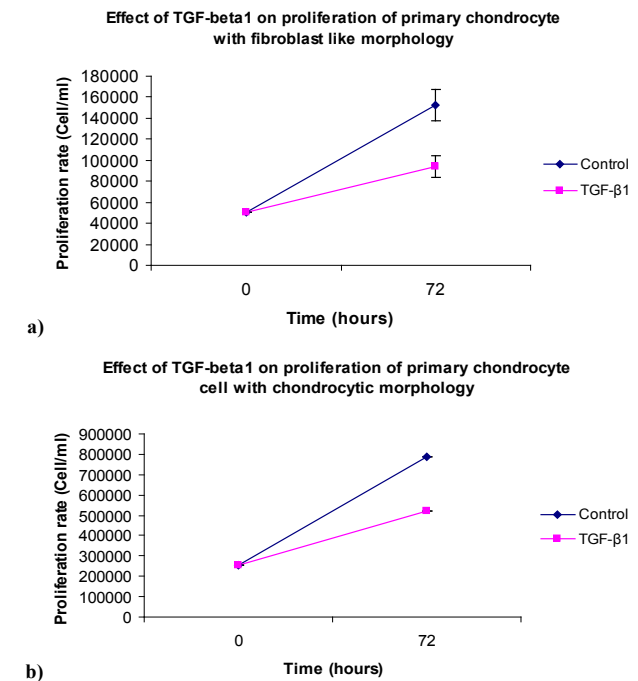 Effect of TGF-beta1 on proliferation of primary chondrocyte
with fibroblast like morphology
Proliferation rate (Cell/ml)
180000
160000
140000
120000
100000
80000
60000
40000
20000
0
0 72
Time (hours)
Control
TGF-β1
a)
Effect of TGF-beta1 on proliferation of primary chondrocyte
cell with chondrocytic morphology
Proliferation rate (Cell/ml)
900000
800000
700000
600000
500000
400000
300000
200000
100000
0
0 72
Time (hours)
Control
TGF-β1
b)